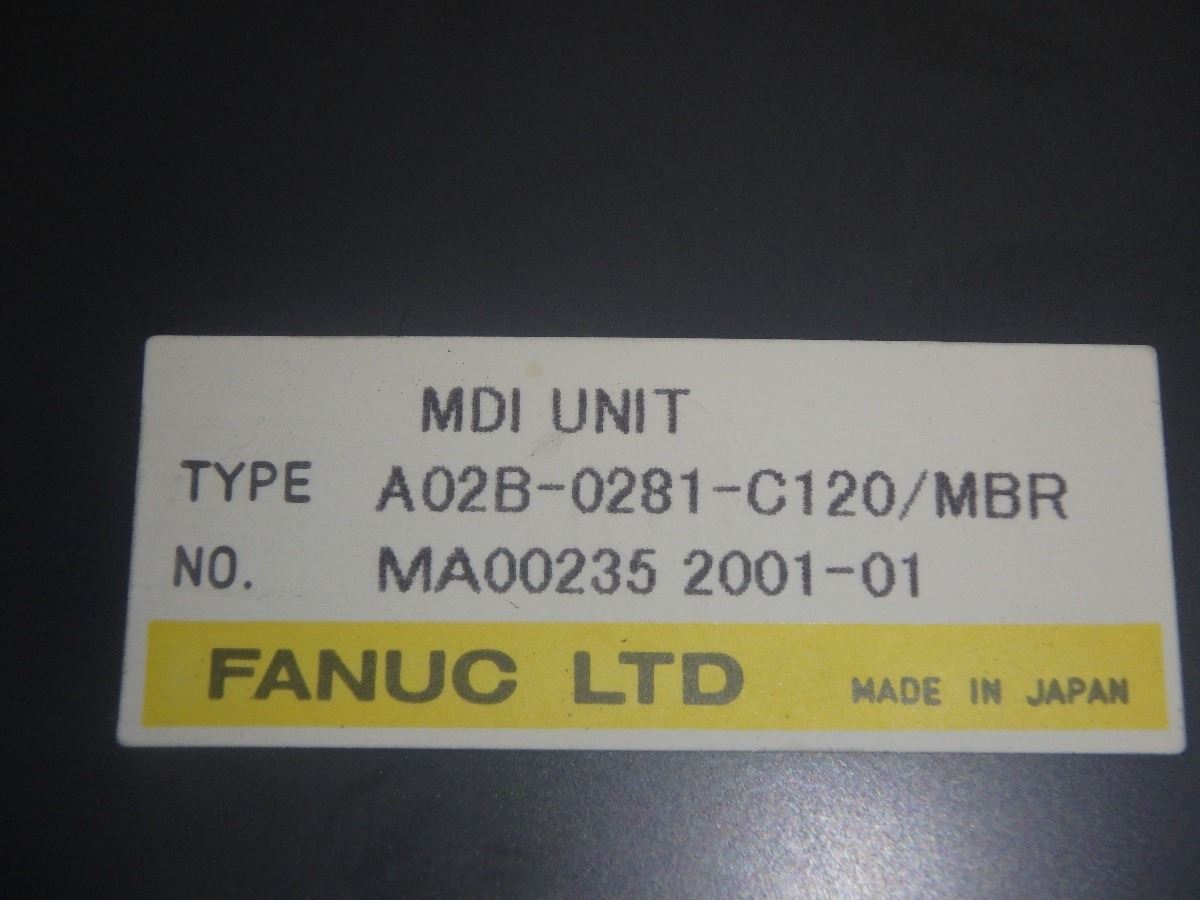 MDI UNIT
TYPE A02B-0281-C120/MBR
NO. MA00235 2001-01
FANUC LTD MADE IN JAPAN